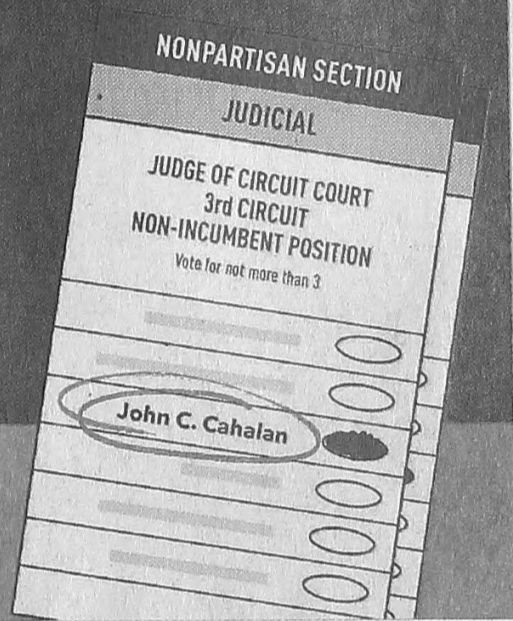 NONPARTISAN SECTION
JUDICIAL
JUDGE OF CIRCUIT COURT
3rd CIRCUIT
NON-INCUMBENT POSITION
Vote for not more than 3
John C. Cahalan